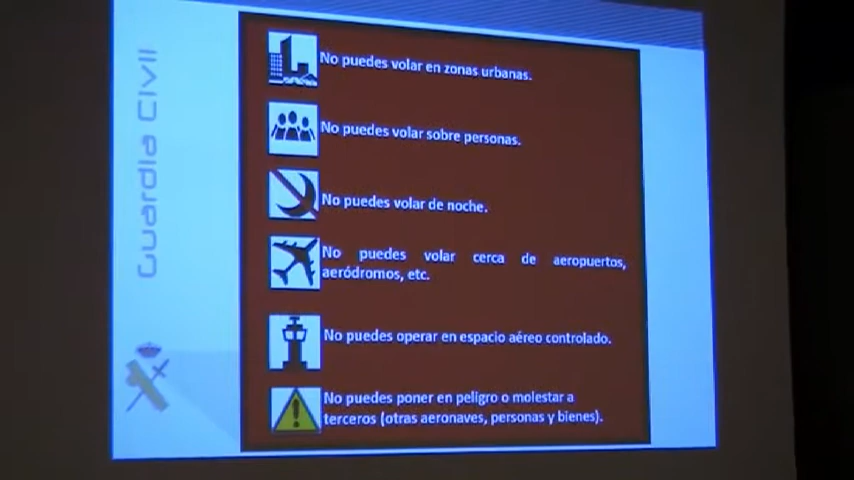 Guardia Civil
No puedes volar en zonas urbanas.
No puedes volar sobre personas.
No puedes volar de noche.
No puedes volar cerca de aeropuertos,
aeródromos, etc.
No puedes operar en espacio aéreo controlado.
No puedes poner en peligro o molestar a
terceros (otras aeronaves, personas y bienes).